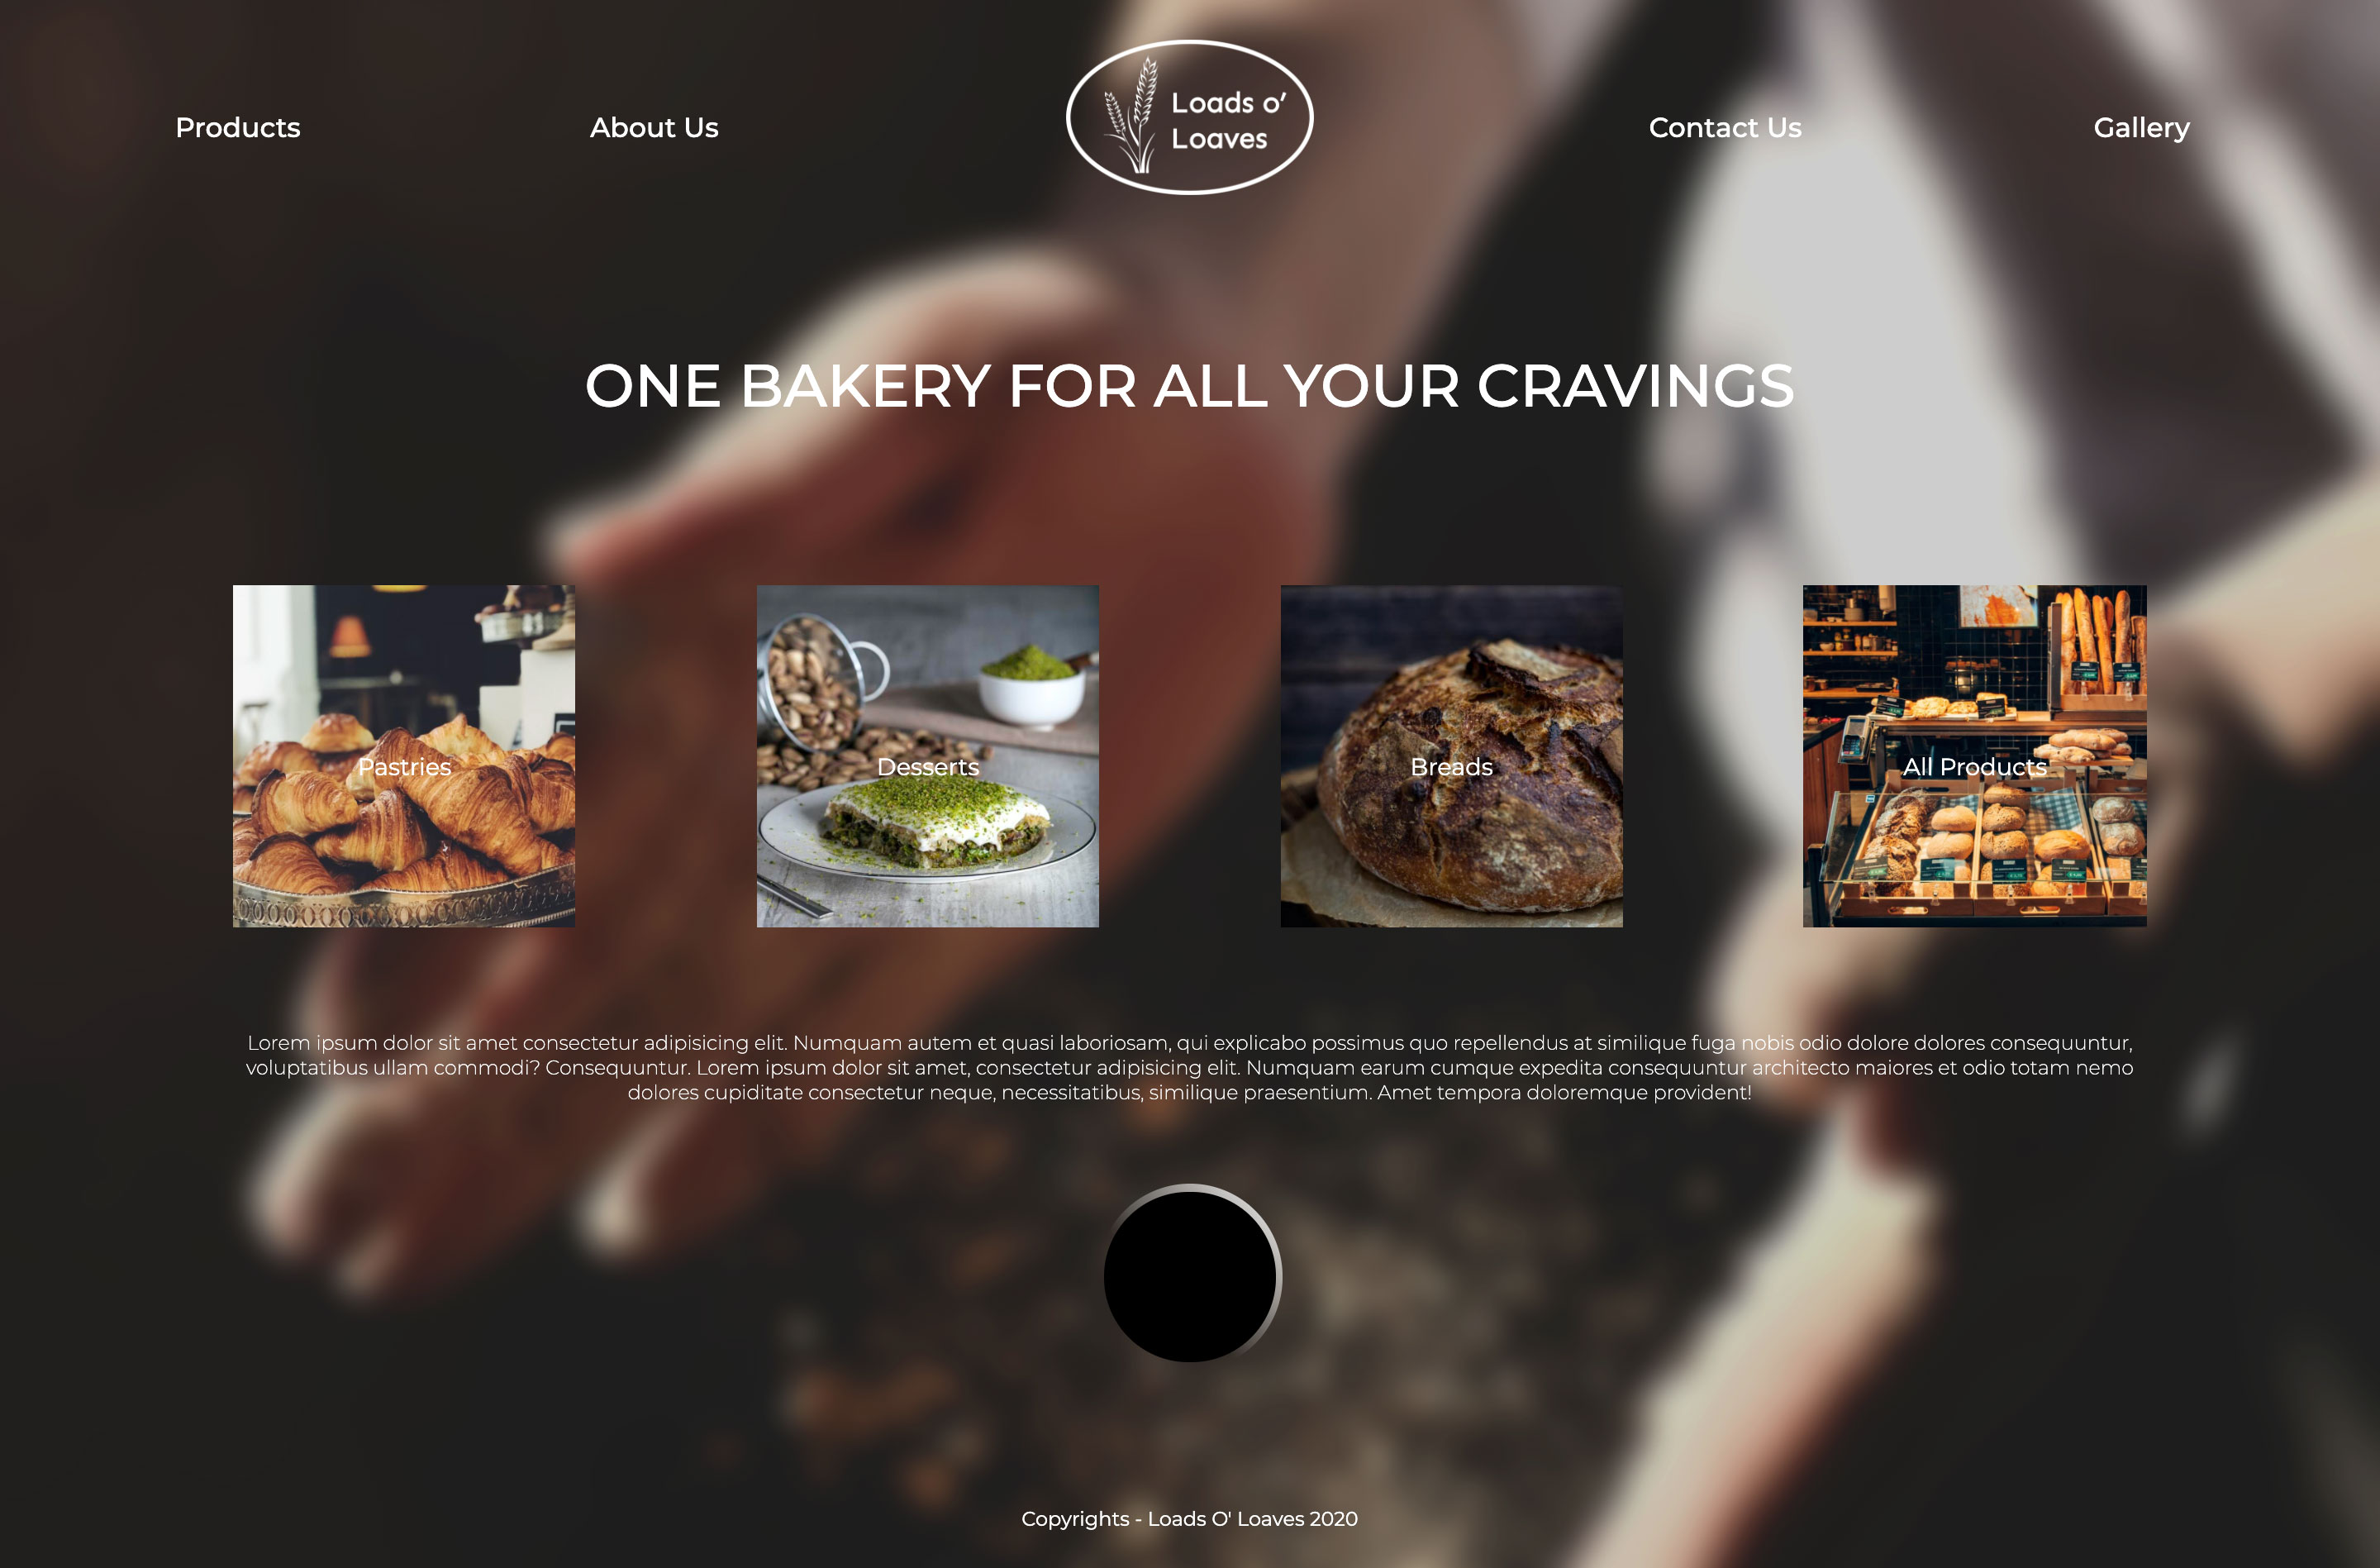 Products
About Us
Loads o'
Loaves
Contact Us
Gallery
ONE BAKERY FOR ALL YOUR CRAVINGS
Pastries
Desserts
Breads
All Products
Lorem ipsum dolor sit amet consectetur adipisicing elit. Numquam autem et quasi laboriosam, qui explicabo possimus quo repellendus at similique fuga nobis odio dolore dolores consequuntur,
voluptatibus ullam commodi? Consequuntur. Lorem ipsum dolor sit amet, consectetur adipisicing elit. Numquam earum cumque expedita consequuntur architecto maiores et odio totam nemo
dolores cupiditate consectetur neque, necessitatibus, similique praesentium. Amet tempora doloremque provident!
Copyrights - Loads O' Loaves 2020